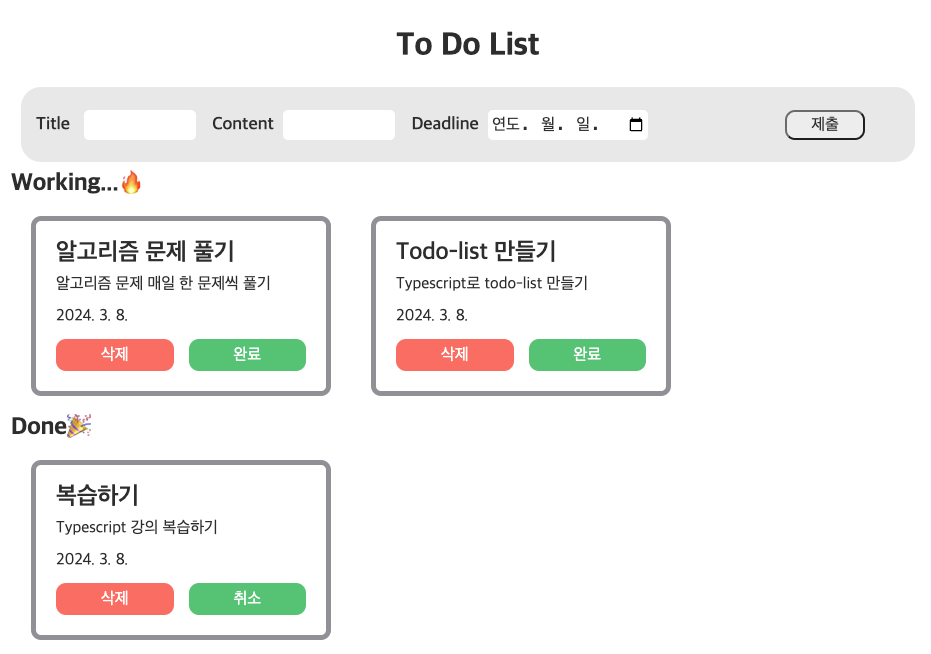 To Do List
Title Content Deadline 연도. 월. 일. 제출
Working...🔥
알고리즘 문제 풀기
알고리즘 문제 매일 한 문제씩 풀기
2024. 3. 8.
삭제 완료
Todo-list 만들기
Typescript로 todo-list 만들기
2024. 3. 8.
삭제 완료
Done🎉
복습하기
Typescript 강의 복습하기
2024. 3. 8.
삭제 취소